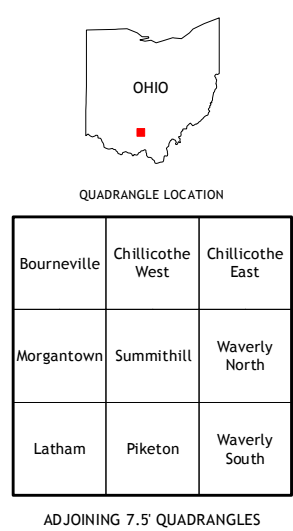 OHIO
QUADRANGLE LOCATION
Bourneville
Chillicothe
West
Chillicothe
East
Morgantown
Summithill
Waverly
North
Latham
Piketon
Waverly
South
ADJOINING 7.5' QUADRANGLES